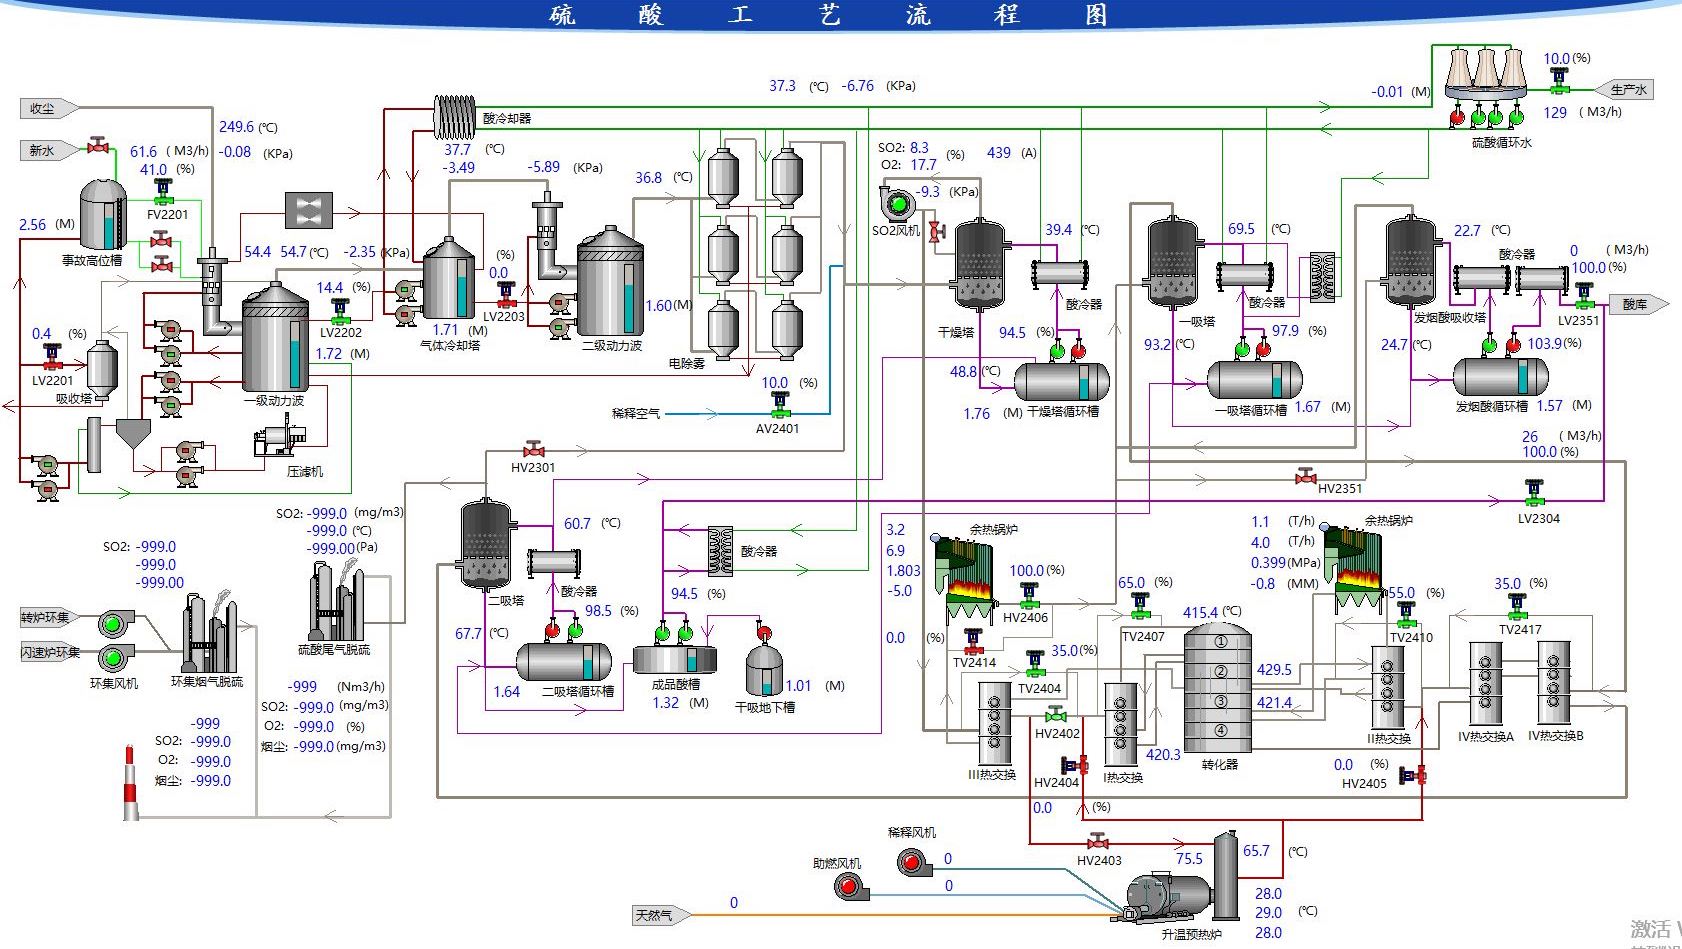 硫酸工艺流程图
收尘
新水
249.6 (℃)
-0.08 (KPa)
61.6 ( M3/h)
41.0 (%)
FV2201
2.56 (M)
事故高位槽
54.4 54.7(℃)
-2.35(KPa)
14.4 (%)
LV2202
0.4 (%)
LV2201
吸收塔
1.72 (M)
一级动力波
压滤机
酸冷却器
37.3 (℃) -6.76 (KPa)
37.7 (℃)
-3.49
-5.89 (KPa)
36.8 (℃)
(%)
0.0
LV2203
1.71 (M)
气体冷却塔
1.60(M)
二级动力波
电除雾
10.0 (%)
稀释空气
AV2401
SO2: 8.3 (%)
O2: 17.7
439 (A)
-9.3 (KPa)
SO2风机
39.4 (℃)
酸冷器
干燥塔
94.5 (%)
48.8 (℃)
1.76 (M)
干燥塔循环槽
69.5 (℃)
酸冷器
一吸塔
97.9 (%)
93.2(℃)
一吸塔循环槽
1.67 (M)
-0.01 (M)
硫酸循环水
10.0(%)
生产水
129 ( M3/h)
22.7 (℃)
酸冷器
0 ( M3/h)
100.0(%)
酸库
LV2351
发烟酸吸收塔
24.7(℃)
103.9(%)
发烟酸循环槽
1.57 (M)
26 ( M3/h)
100.0(%)
HV2351
LV2304
HV2301
60.7 (℃)
酸冷器
二吸塔
98.5 (%)
67.7 (℃)
1.64
二吸塔循环槽
酸冷器
94.5 (%)
成品酸槽
1.32 (M)
1.01 (M)
干吸地下槽
SO2: -999.0 (mg/m3)
-999.0 (℃)
-999.00(Pa)
硫酸尾气脱硫
SO2: -999.0
-999.0
-999.00
转炉环集
闪速炉环集
环集风机
环集烟气脱硫
-999 (Nm3/h)
SO2: -999.0 (mg/m3)
O2: -999.0 (%)
烟尘: -999.0 (mg/m3)
-999
SO2: -999.0
O2: -999.0
烟尘: -999.0
余热锅炉
3.2
6.9
1.803
-5.0
100.0(%)
HV2406
0.0 (%)
TV2414
35.0(%)
TV2404
65.0 (%)
TV2407
415.4 (℃)
①
②
③
④
429.5
421.4
420.3
转化器
HV2402
HV2404
0.0 (%)
III热交换
I热交换
余热锅炉
1.1 (T/h)
4.0 (T/h)
0.399(MPa)
-0.8 (MM)
55.0 (%)
TV2410
35.0 (%)
TV2417
II热交换
IV热交换A
IV热交换B
0.0 (%)
HV2405
HV2403
稀释风机
0
助燃风机
0
天然气
0
75.5
65.7 (℃)
28.0
29.0 (℃)
28.0
升温预热炉
激活